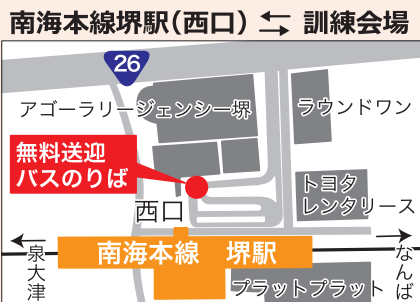 南海本線堺駅(西口) ⇆ 訓練会場
26
アゴーラリージェンシー堺
ラウンドワン
無料送迎
バスのりば
西口
トヨタ
レンタリース
泉大津
南海本線 堺駅
なんば
プラットプラット